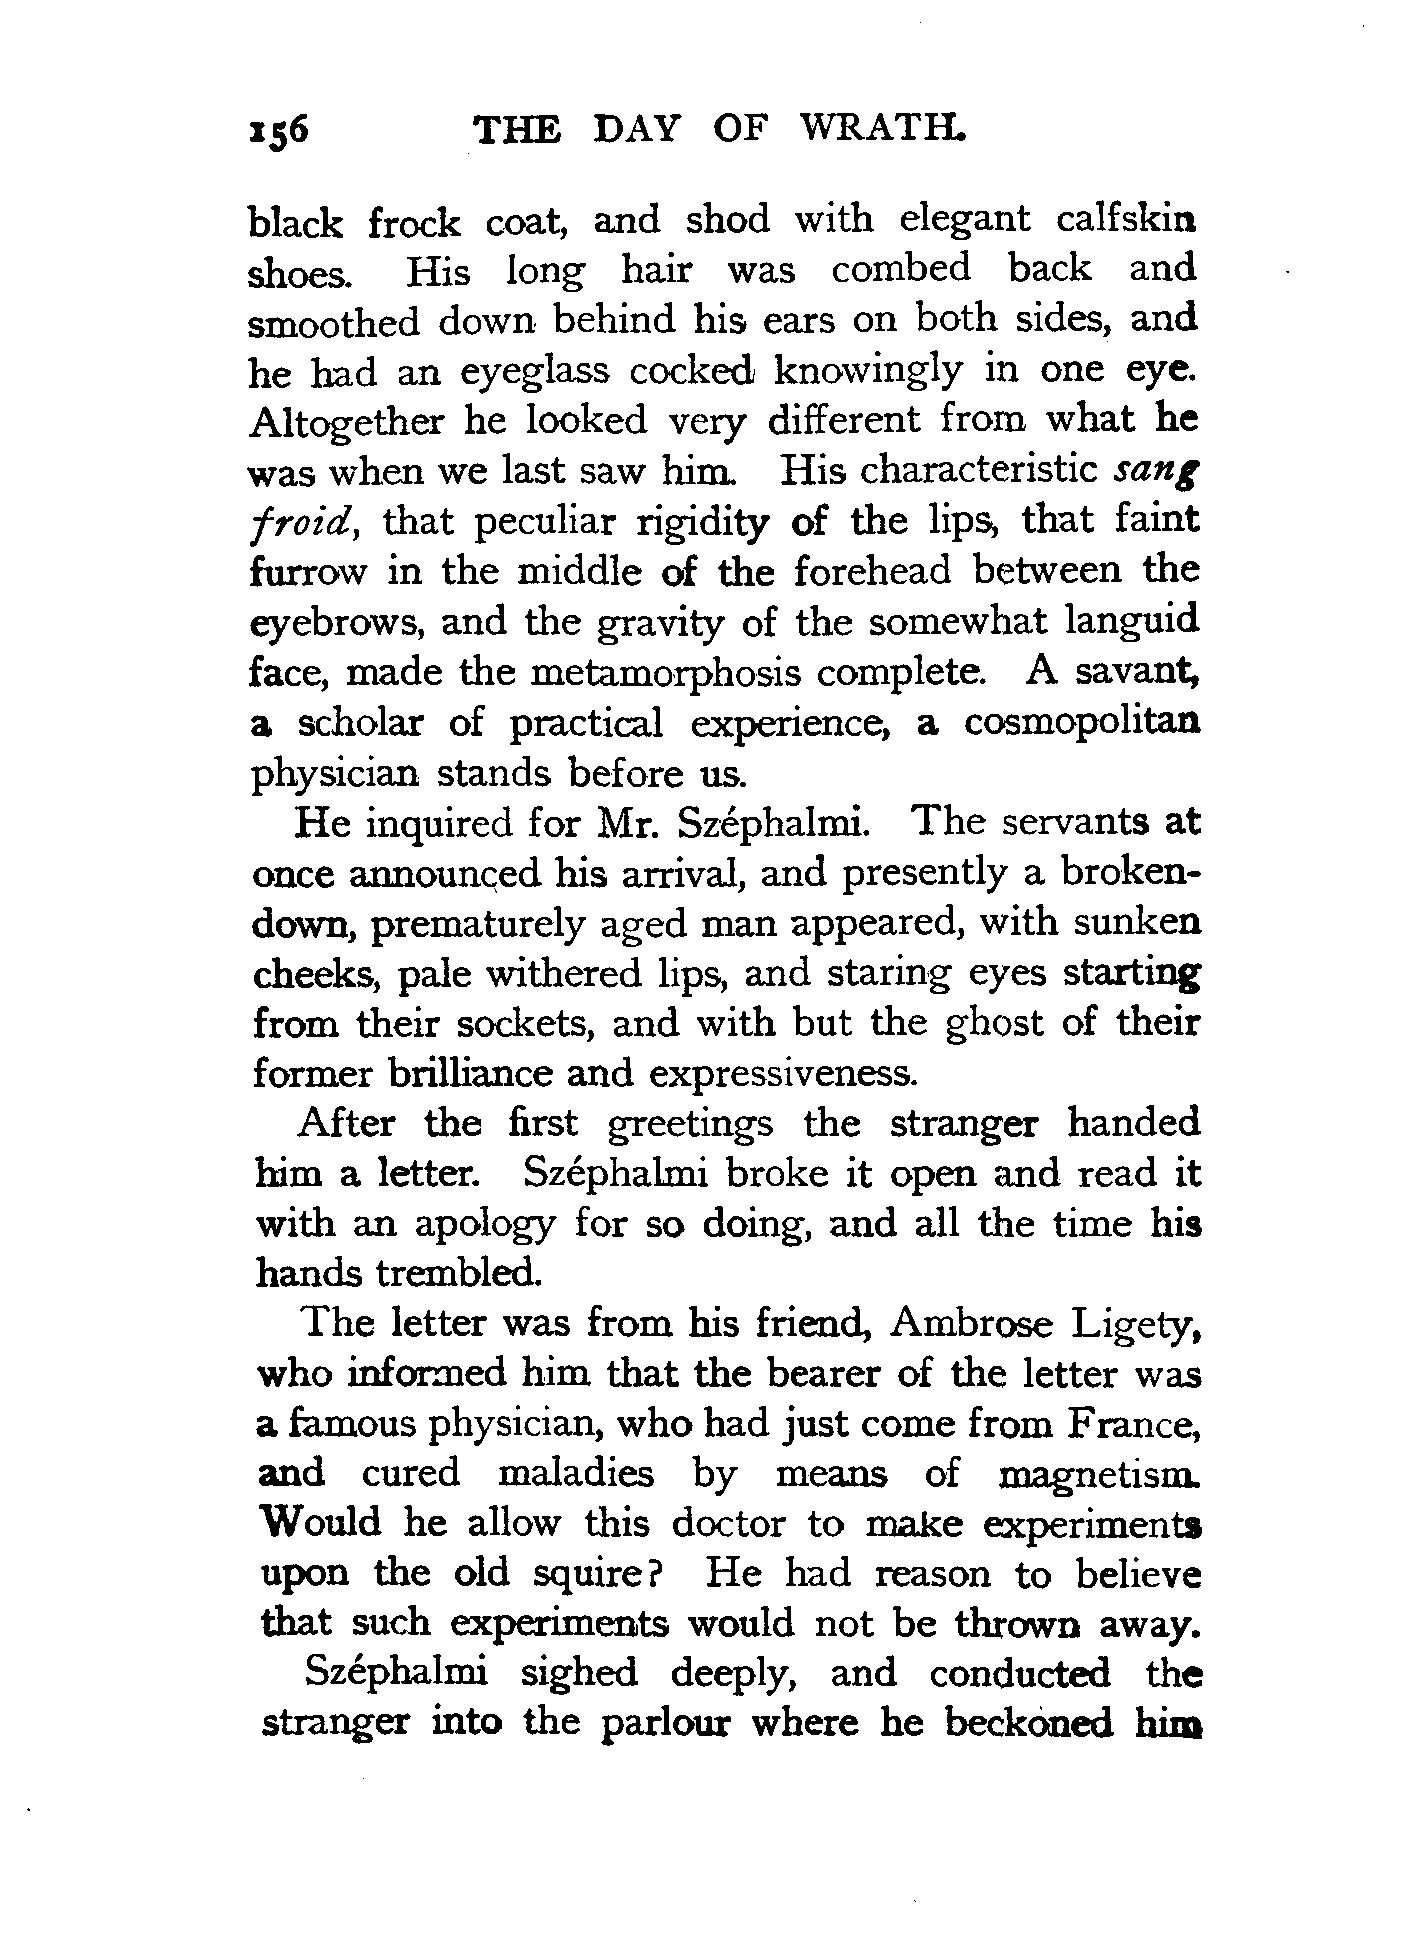 156 THE DAY OF WRATH.
black frock coat, and shod with elegant calfskin
shoes. His long hair was combed back and
smoothed down behind his ears on both sides, and
he had an eyeglass cocked knowingly in one eye.
Altogether he looked very different from what he
was when we last saw him. His characteristic sang
froid, that peculiar rigidity of the lips, that faint
furrow in the middle of the forehead between the
eyebrows, and the gravity of the somewhat languid
face, made the metamorphosis complete. A savant,
a scholar of practical experience, a cosmopolitan
physician stands before us.
He inquired for Mr. Széphalmi. The servants at
once announced his arrival, and presently a broken-
down, prematurely aged man appeared, with sunken
cheeks, pale withered lips, and staring eyes starting
from their sockets, and with but the ghost of their
former brilliance and expressiveness.
After the first greetings the stranger handed
him a letter. Széphalmi broke it open and read it
with an apology for so doing, and all the time his
hands trembled.
The letter was from his friend, Ambrose Ligety,
who informed him that the bearer of the letter was
a famous physician, who had just come from France,
and cured maladies by means of magnetism.
Would he allow this doctor to make experiments
upon the old squire? He had reason to believe
that such experiments would not be thrown away.
Széphalmi sighed deeply, and conducted the
stranger into the parlour where he beckoned him